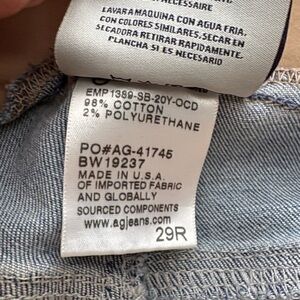 NECESSAIRE
LAVAR A MAQUINA CON AGUA FRIA.
CON COLORES SIMILARES. SECAR EN
SECADORA RETIRAR RAPIDAMENTE.
PLANCHA SI ES NECESARIO
EMP1389-SB-20Y-OCD
98% COTTON
2% POLYURETHANE
PO#AG-41745
BW19237
MADE IN U.S.A.
OF IMPORTED FABRIC
AND GLOBALLY
SOURCED COMPONENTS
www.agjeans.com
29R